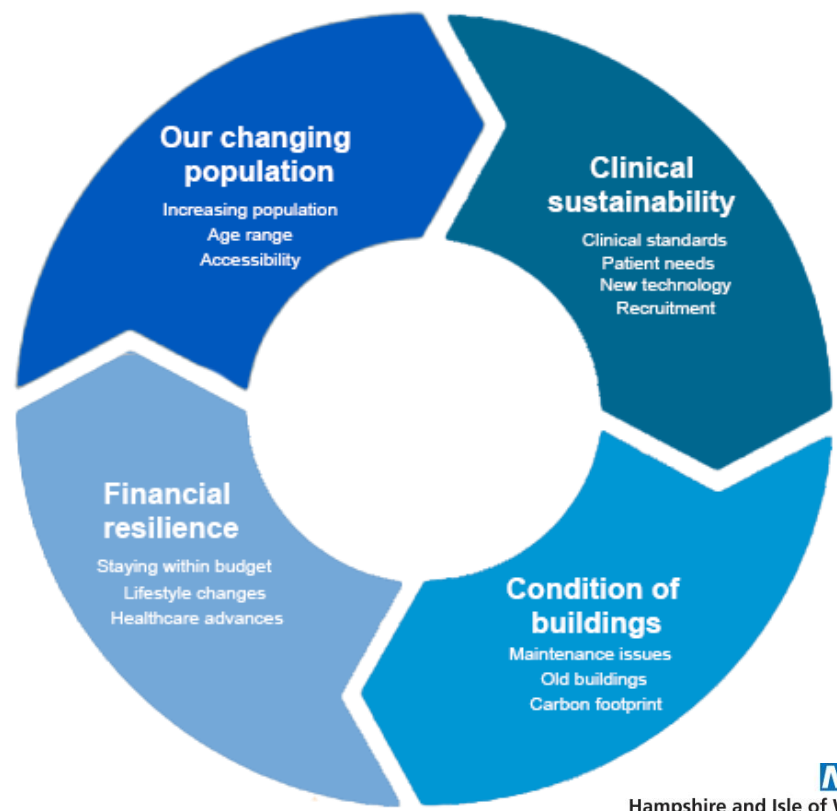 Our changing
population
Increasing population
Age range
Accessibility
Clinical
sustainability
Clinical standards
Patient needs
New technology
Recruitment
Condition of
buildings
Maintenance issues
Old buildings
Carbon footprint
Financial
resilience
Staying within budget
Lifestyle changes
Healthcare advances
Hampshire and Isle of